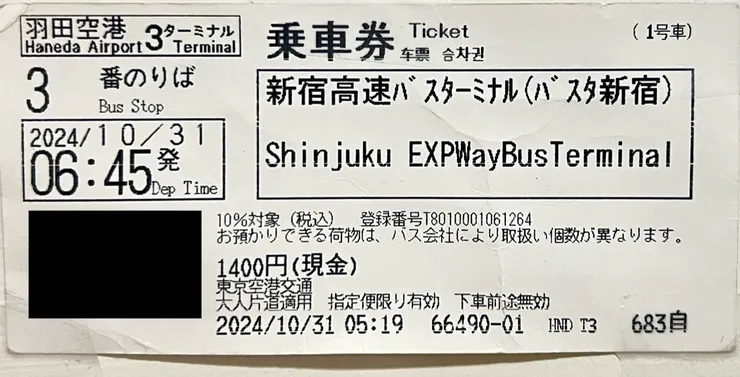 羽田空港 3ターミナル
Haneda Airport Terminal
乗車券 Ticket
车票 승차권
(1号車)
3 番のりば
Bus Stop
2024/10/31
06:45発
Dep Time
新宿高速バスターミナル(バスタ新宿)
Shinjuku EXPWayBusTerminal
10%対象(税込) 登録番号T8010001061264
お預かりできる荷物は、バス会社により取扱い個数が異なります。
1400円(現金)
東京空港交通
大人片道適用 指定便限り有効 下車前途無効
2024/10/31 05:19 66490-01 HND T3 683自